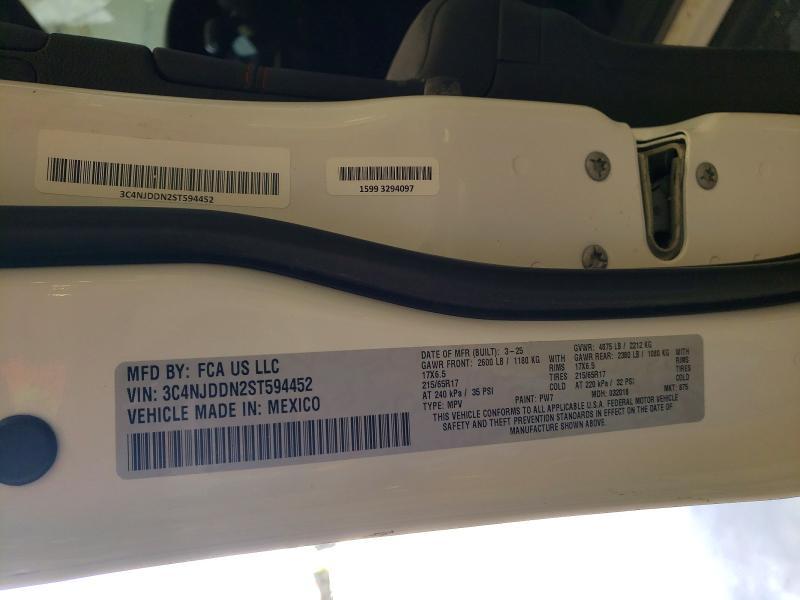 3C4NJDDN2ST594452
1599 3294097
MFD BY: FCA US LLC
VIN: 3C4NJDDN2ST594452
VEHICLE MADE IN: MEXICO
DATE OF MFR (BUILT): 3-25 GVWR: 4875 LB / 2212 KG
GAWR FRONT: 2600 LB / 1180 KG WITH GAWR REAR: 2380 LB / 1080 KG WITH
17X6.5 RIMS 17X6.5 RIMS
215/65R17 TIRES 215/65R17 TIRES
AT 240 kPa / 35 PSI COLD AT 220 kPa / 32 PSI COLD
TYPE: MPV PAINT: PW7 MDH: 032018 MKT: 875
THIS VEHICLE CONFORMS TO ALL APPLICABLE U.S.A. FEDERAL MOTOR VEHICLE
SAFETY AND THEFT PREVENTION STANDARDS IN EFFECT ON THE DATE OF
MANUFACTURE SHOWN ABOVE.